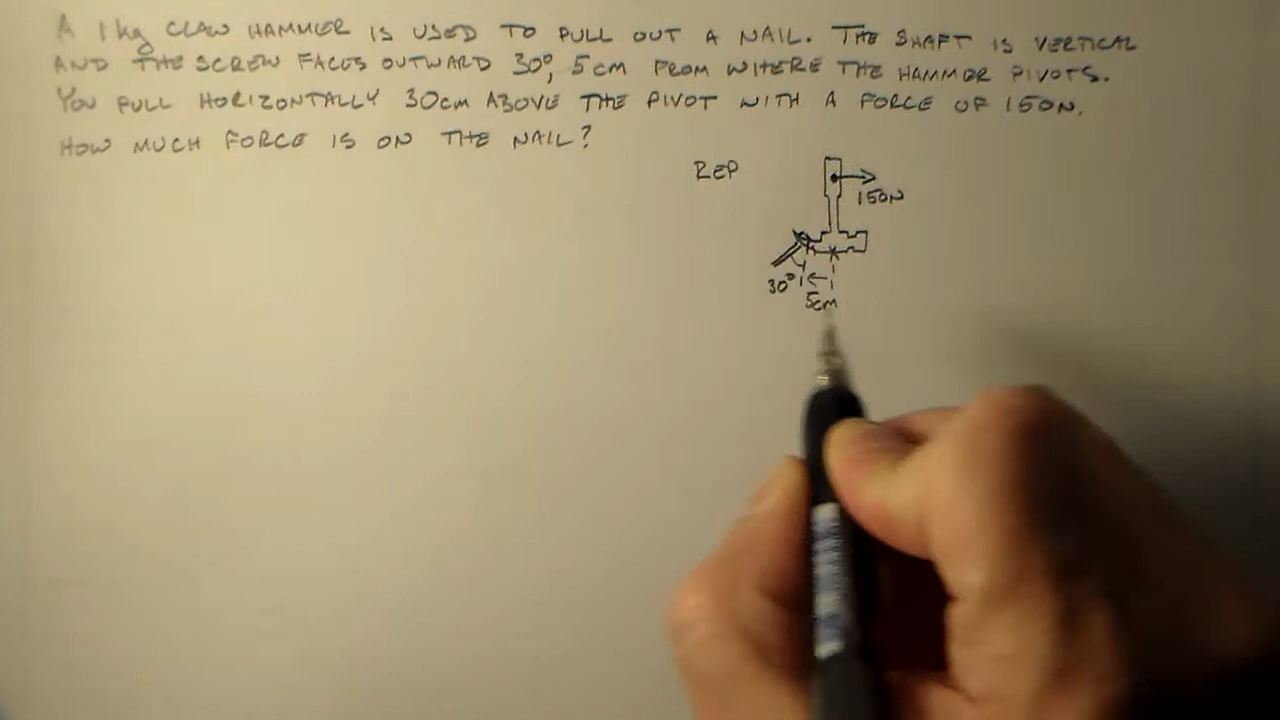 A 1kg CLAW HAMMER IS USED TO PULL OUT A NAIL. THE SHAFT IS VERTICAL
AND THE SCREW FACES OUTWARD 30°, 5cm FROM WHERE THE HAMMER PIVOTS.
YOU PULL HORIZONTALLY 30cm ABOVE THE PIVOT WITH A FORCE OF 150N.
HOW MUCH FORCE IS ON THE NAIL?
REP
150N
30°
5cm